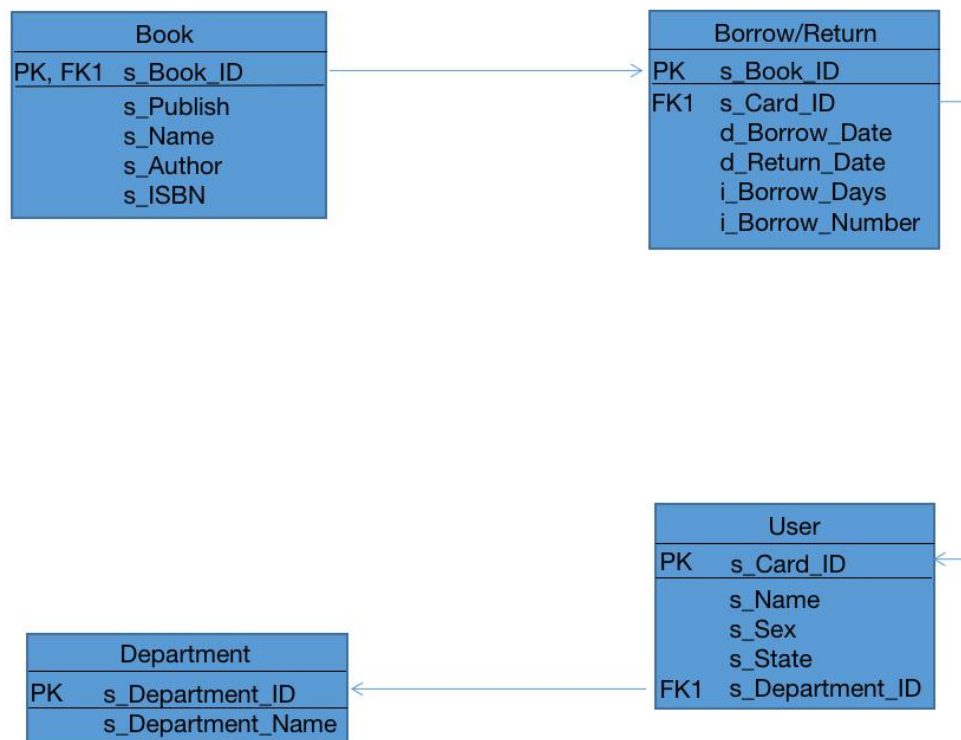 Book
PK, FK1 s_Book_ID
s_Publish
s_Name
s_Author
s_ISBN
Borrow/Return
PK s_Book_ID
FK1 s_Card_ID
d_Borrow_Date
d_Return_Date
i_Borrow_Days
i_Borrow_Number
User
PK s_Card_ID
s_Name
s_Sex
s_State
FK1 s_Department_ID
Department
PK s_Department_ID
s_Department_Name